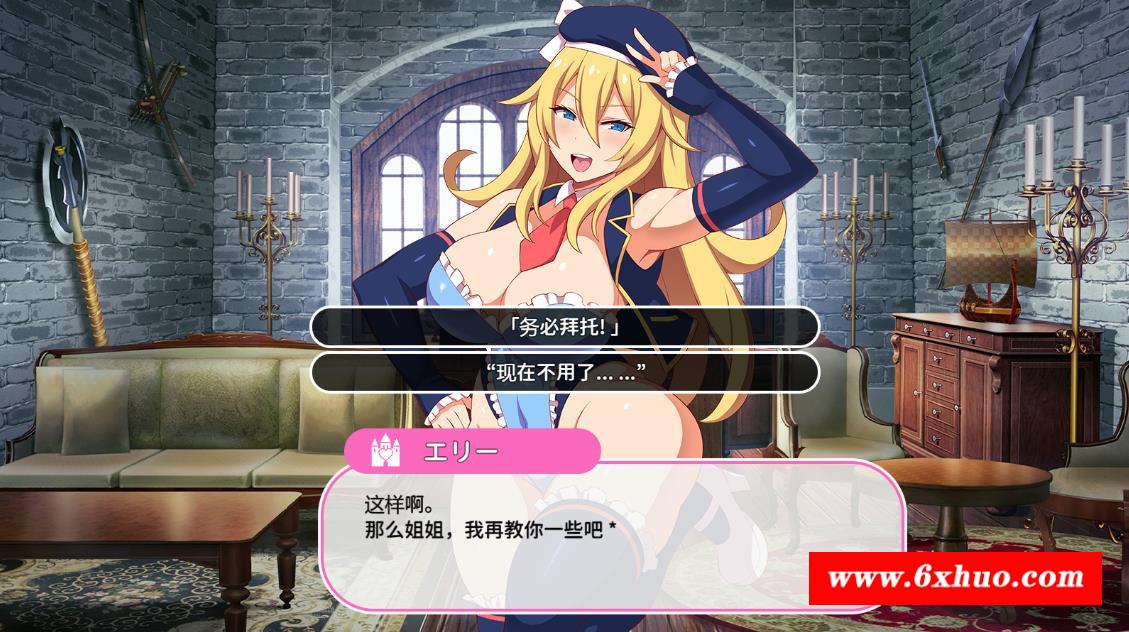 「务必拜托! 」
“现在不用了... ...”
エリー
这样啊。
那么姐姐，我再教你一些吧 *
www.6xhuo.com